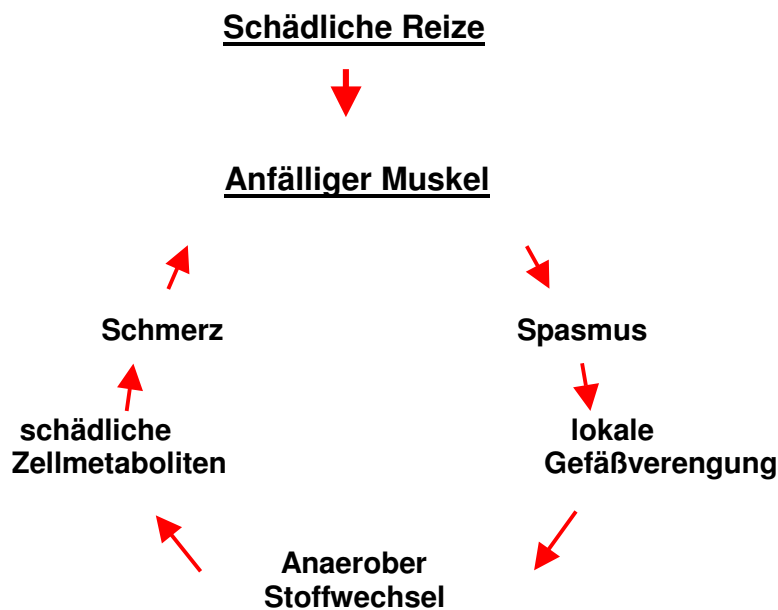 Schädliche Reize
Anfälliger Muskel
Schmerz
Spasmus
schädliche
Zellmetaboliten
lokale
Gefäßverengung
Anaerober
Stoffwechsel